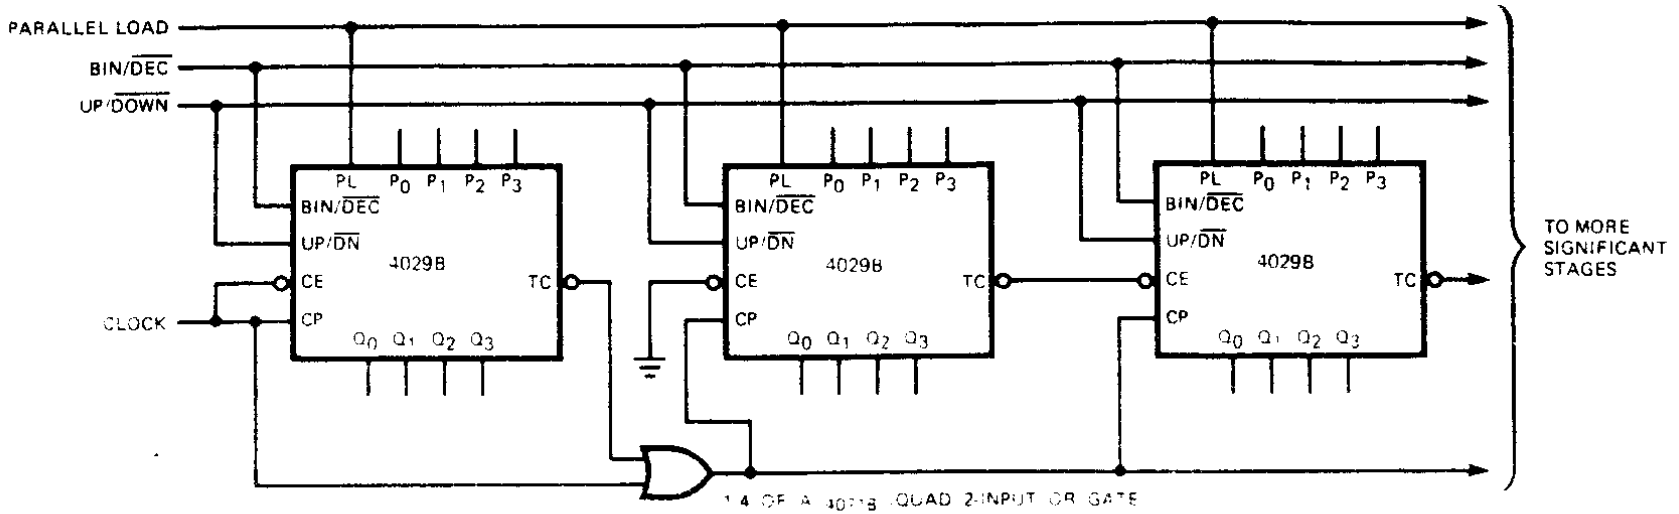 PARALLEL LOAD
BIN/DEC
UP/DOWN
PL P0 P1 P2 P3
BIN/DEC
UP/DN
4029B
CE
TC
CLOCK
CP
Q0 Q1 Q2 Q3
PL P0 P1 P2 P3
BIN/DEC
UP/DN
4029B
CE
TC
CP
Q0 Q1 Q2 Q3
PL P0 P1 P2 P3
BIN/DEC
UP/DN
4029B
CE
TC
CP
Q0 Q1 Q2 Q3
TO MORE
SIGNIFICANT
STAGES
OF A QUAD 2-INPUT OR GATE